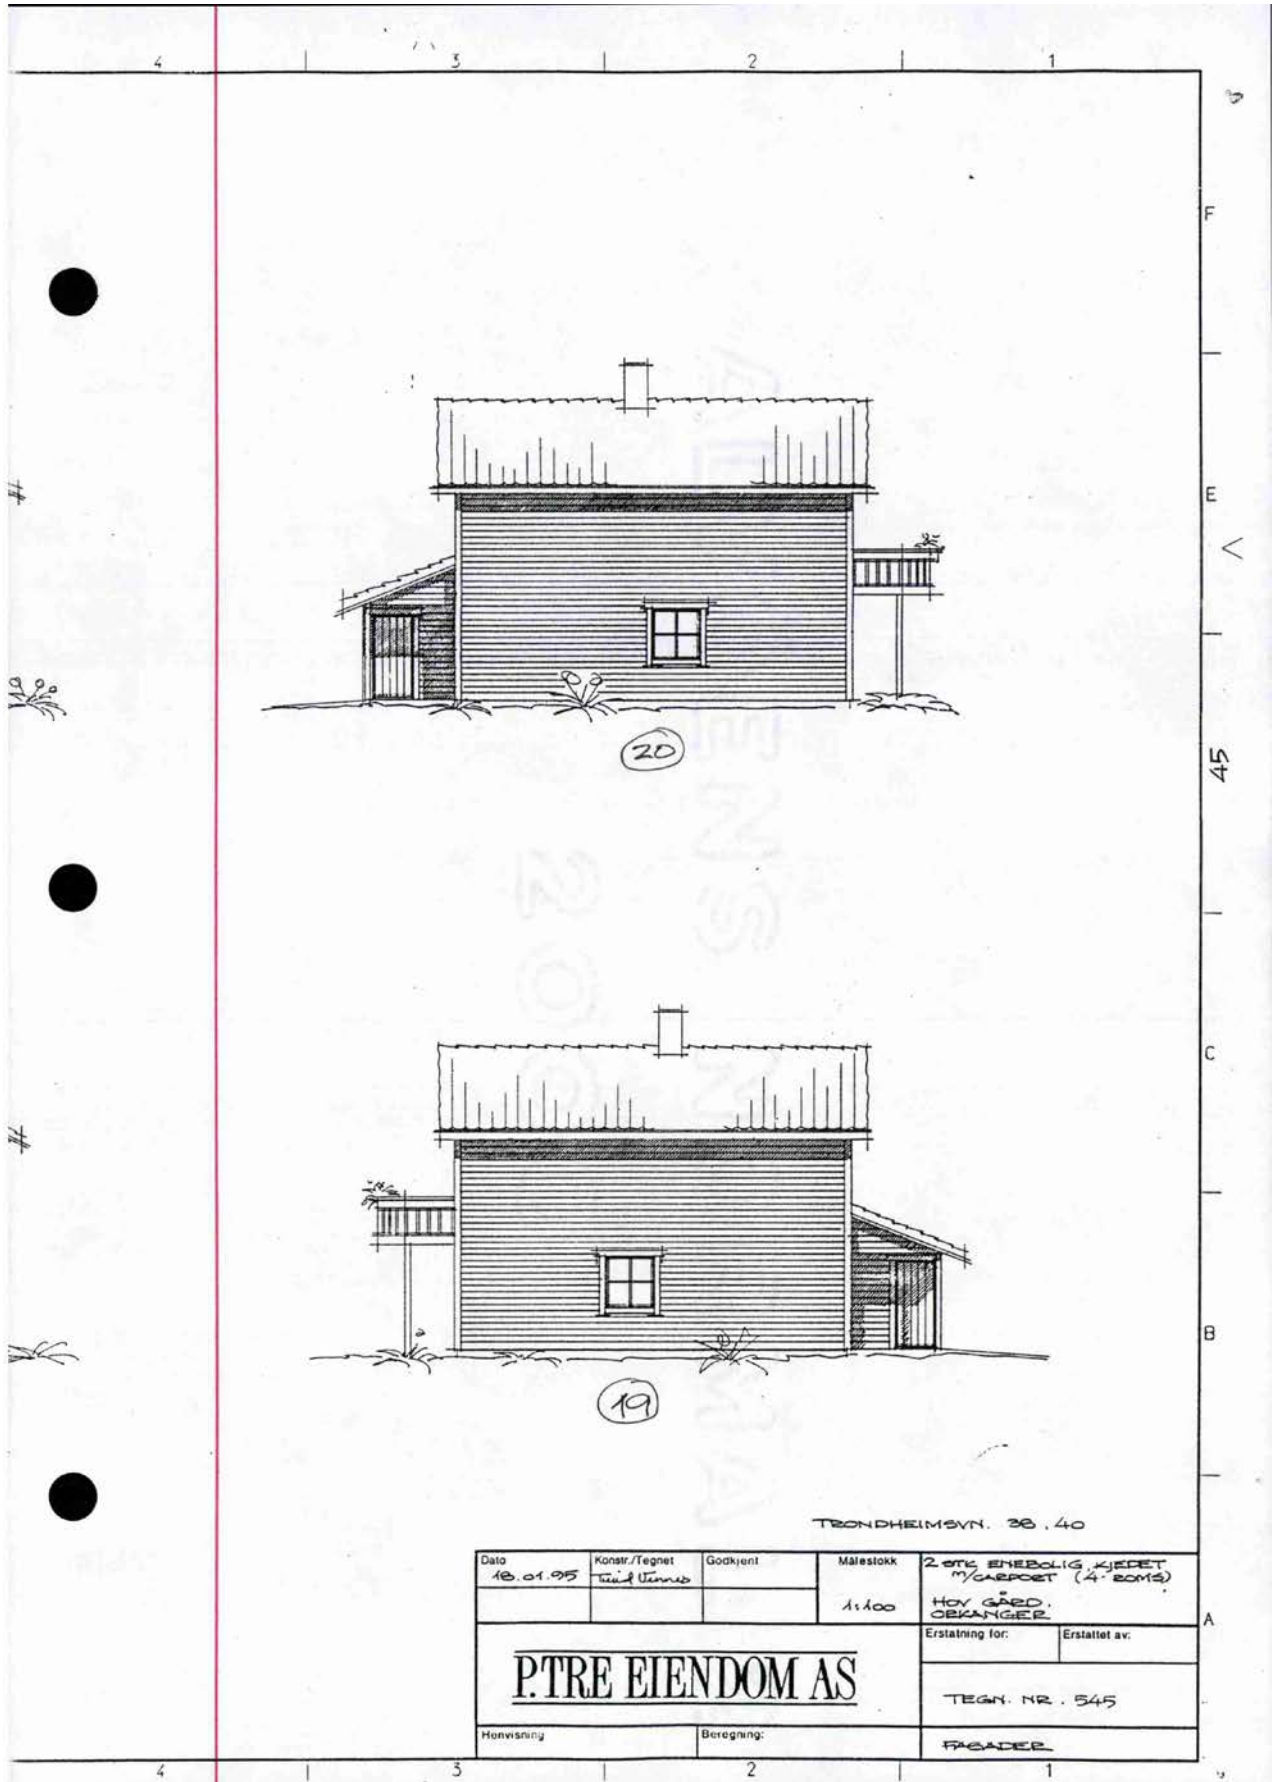 4 3 2 1
F
E
45
20
C
B
19
TRONDHEIMSVN. 38.40
Dato
18.01.95
Konstr./Tegnet
Godkjent
Målestokk
1:100
2 STK ENEBOLIG KJEDET
M/CARPORT (4-ROMS)
HOV GÅRD.
ORKANGER
A
Erstatning for:
Erstattet av:
P.TRE EIENDOM AS
TEGN. NR. 545
Henvisning
Beregning:
FASADER
4 3 2 1